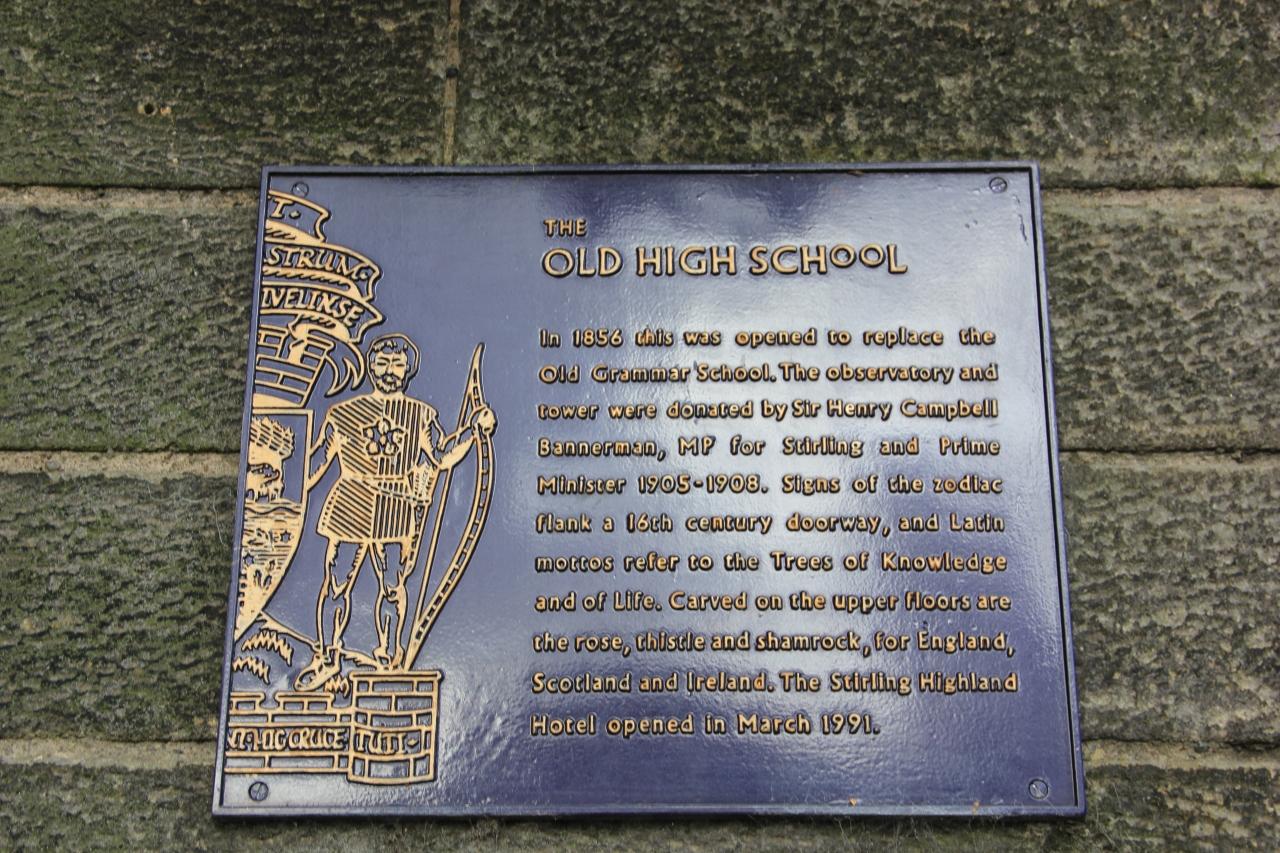 T.
STRUM
IVELINSE
THE
OLD HIGH SCHOOL
In 1856 this was opened to replace the
Old Grammar School. The observatory and
tower were donated by Sir Henry Campbell
Bannerman, MP for Stirling and Prime
Minister 1905-1908. Signs of the zodiac
flank a 16th century doorway, and Latin
mottos refer to the Trees of Knowledge
and of Life. Carved on the upper floors are
the rose, thistle and shamrock, for England,
Scotland and Ireland. The Stirling Highland
Hotel opened in March 1991.
CRUCE TUTI